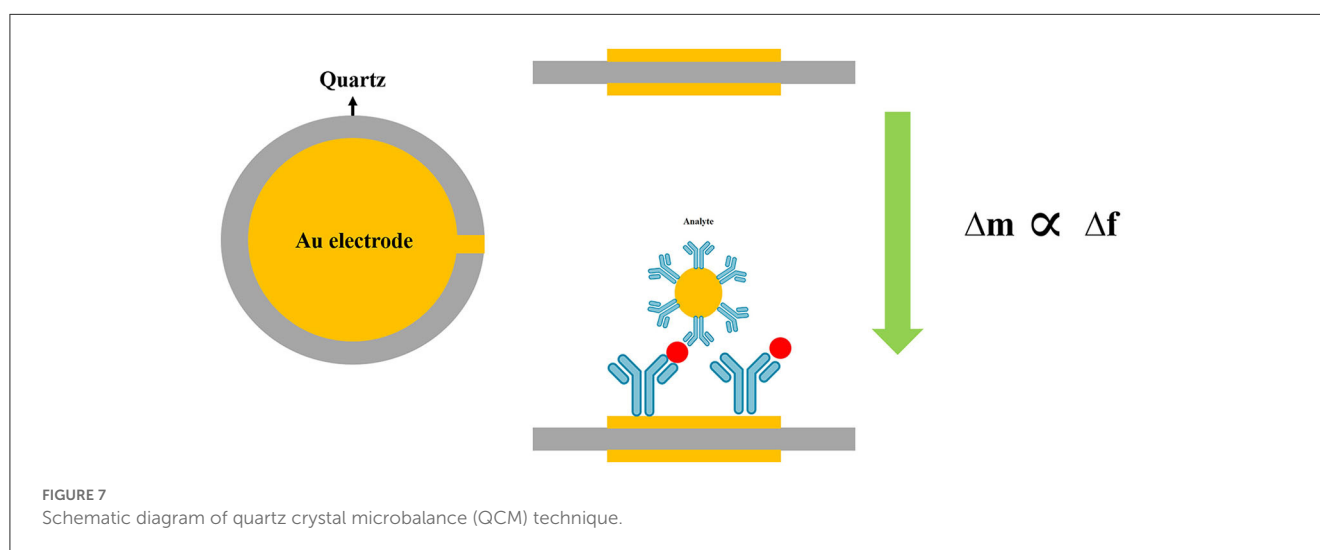 Quartz
Au electrode
Analyte
Δm ∝ Δf
FIGURE 7
Schematic diagram of quartz crystal microbalance (QCM) technique.